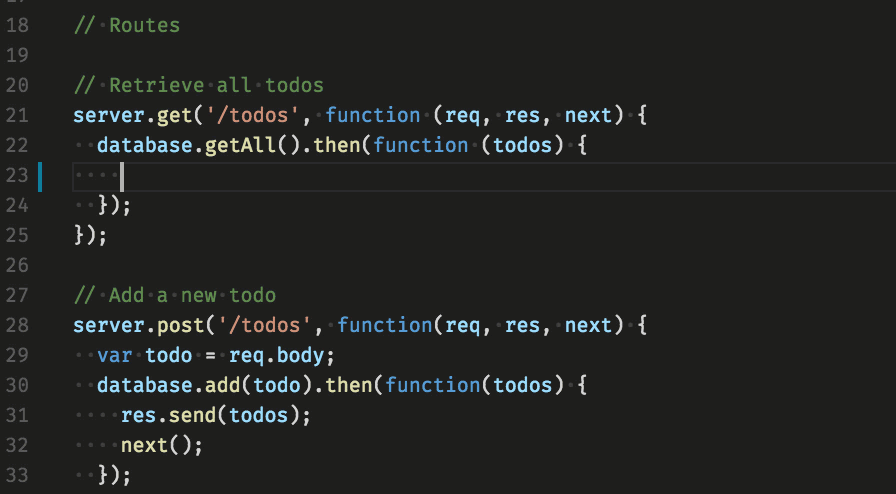 18 // Routes
19
20 // Retrieve all todos
21 server.get('/todos', function (req, res, next) {
22   database.getAll().then(function (todos) {
23
24   });
25 });
26
27 // Add a new todo
28 server.post('/todos', function(req, res, next) {
29   var todo = req.body;
30   database.add(todo).then(function(todos) {
31     res.send(todos);
32     next();
33   });